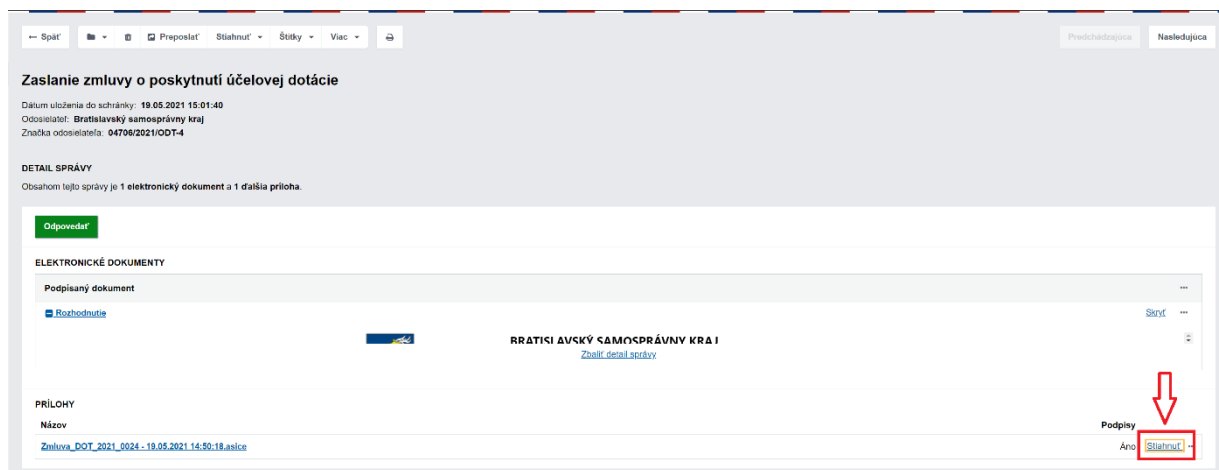 ← Späť Preposlať Stiahnuť Štítky Viac Predchádzajúca Nasledujúca
Zaslanie zmluvy o poskytnutí účelovej dotácie
Dátum uloženia do schránky: 19.05.2021 15:01:40
Odosielateľ: Bratislavský samosprávny kraj
Značka odosielateľa: 04706/2021/ODT-4
DETAIL SPRÁVY
Obsahom tejto správy je 1 elektronický dokument a 1 ďalšia príloha.
Odpovedať
ELEKTRONICKÉ DOKUMENTY
Podpísaný dokument ...
Rozhodnutie Skryť ...
BRATISLAVSKÝ SAMOSPRÁVNY KRAJ
Zbaliť detail správy
PRÍLOHY
Názov Podpisy
Zmluva_DOT_2021_0024 - 19.05.2021 14:50:18.asice Áno Stiahnuť